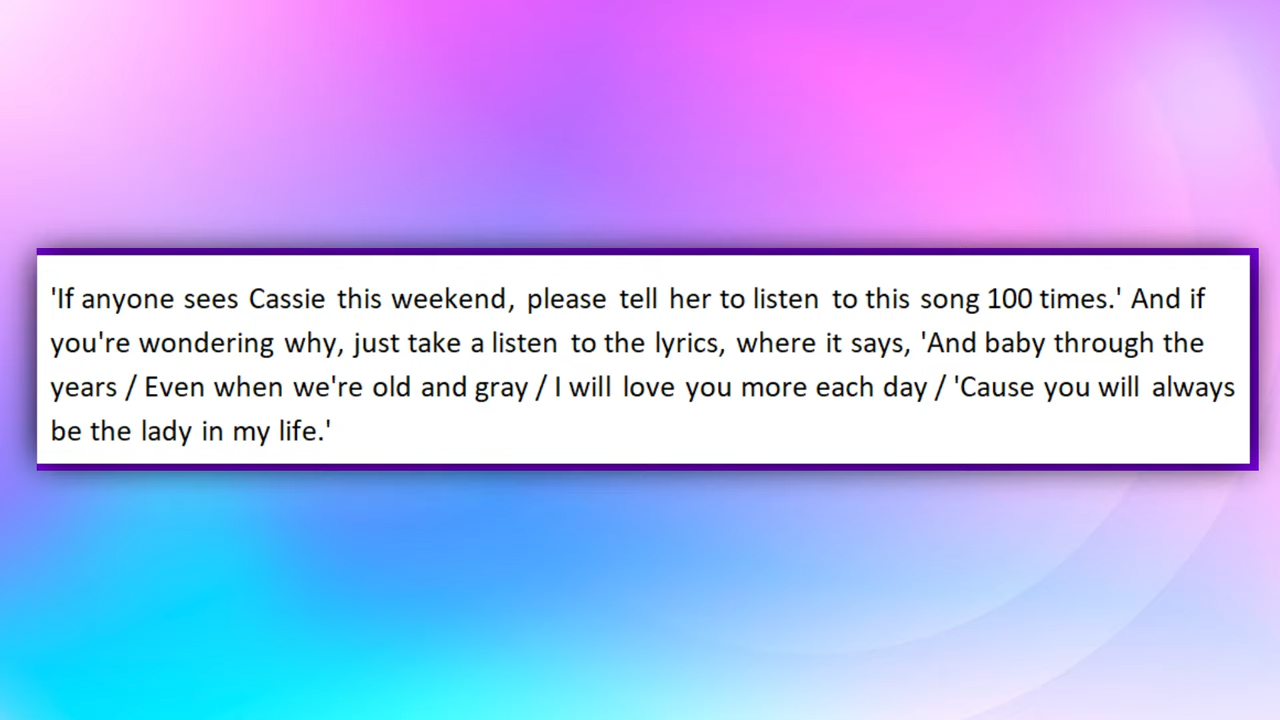 'If anyone sees Cassie this weekend, please tell her to listen to this song 100 times.' And if
you're wondering why, just take a listen to the lyrics, where it says, 'And baby through the
years / Even when we're old and gray / I will love you more each day / 'Cause you will always
be the lady in my life.'